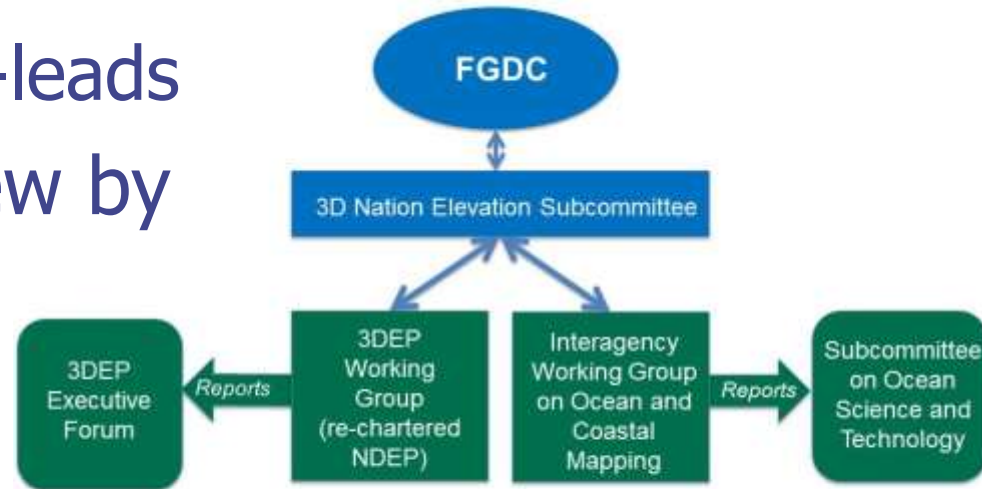 -leads
ew by
FGDC
3D Nation Elevation Subcommittee
3DEP
Executive
Forum
Reports
3DEP
Working
Group
(re-chartered
NDEP)
Interagency
Working Group
on Ocean and
Coastal
Mapping
Reports
Subcommittee
on Ocean
Science and
Technology